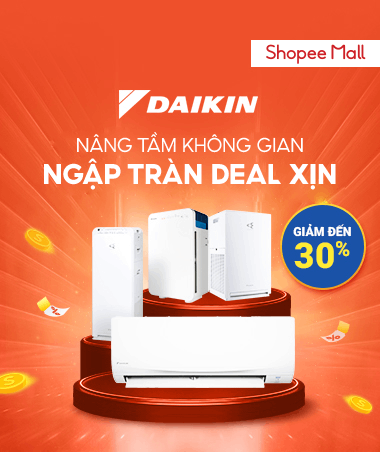 Shopee Mall
DAIKIN
NÂNG TẦM KHÔNG GIAN
NGẬP TRÀN DEAL XỊN
GIẢM ĐẾN
30%